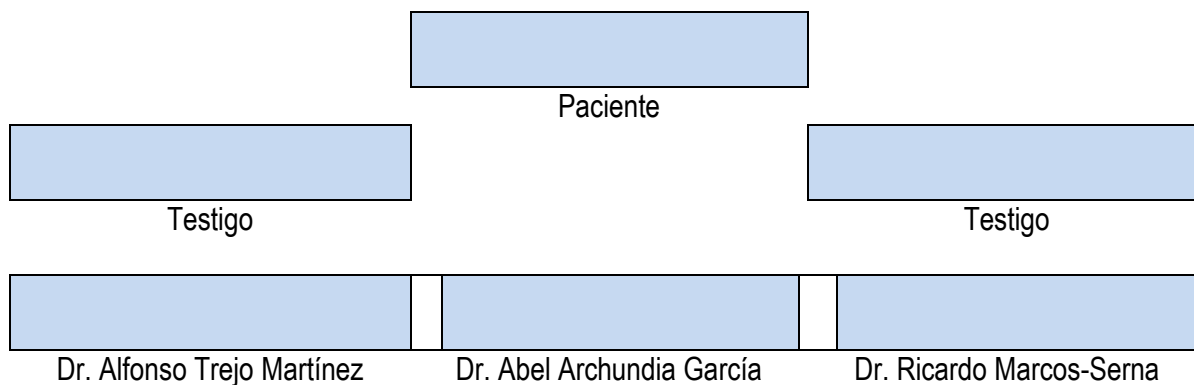 Paciente
Testigo Testigo
Dr. Alfonso Trejo Martínez Dr. Abel Archundia García Dr. Ricardo Marcos-Serna